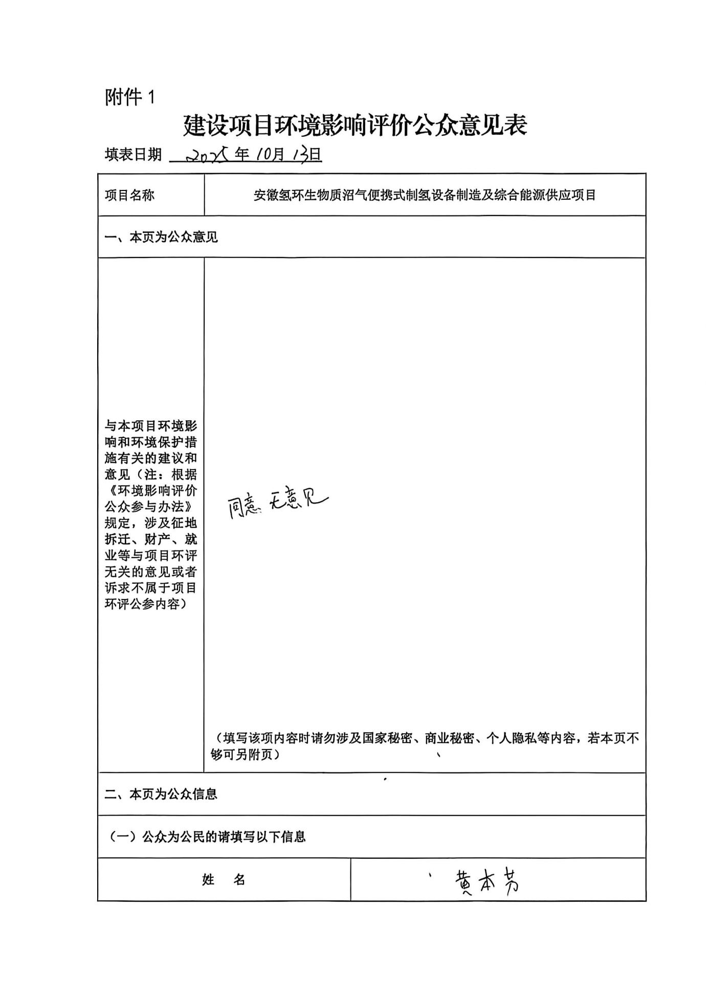 附件 1
建设项目环境影响评价公众意见表
填表日期 2025年10月13日
项目名称
安徽氢环生物质沼气便携式制氢设备制造及综合能源供应项目
一、本页为公众意见
与本项目环境影
响和环境保护措
施有关的建议和
意见（注：根据
《环境影响评价
公众参与办法》
规定，涉及征地
拆迁、财产、就
业等与项目环评
无关的意见或者
诉求不属于项目
环评公参内容）
同意 无意见
（填写该项内容时请勿涉及国家秘密、商业秘密、个人隐私等内容，若本页不
够可另附页）
二、本页为公众信息
（一）公众为公民的请填写以下信息
姓 名
黄本芳